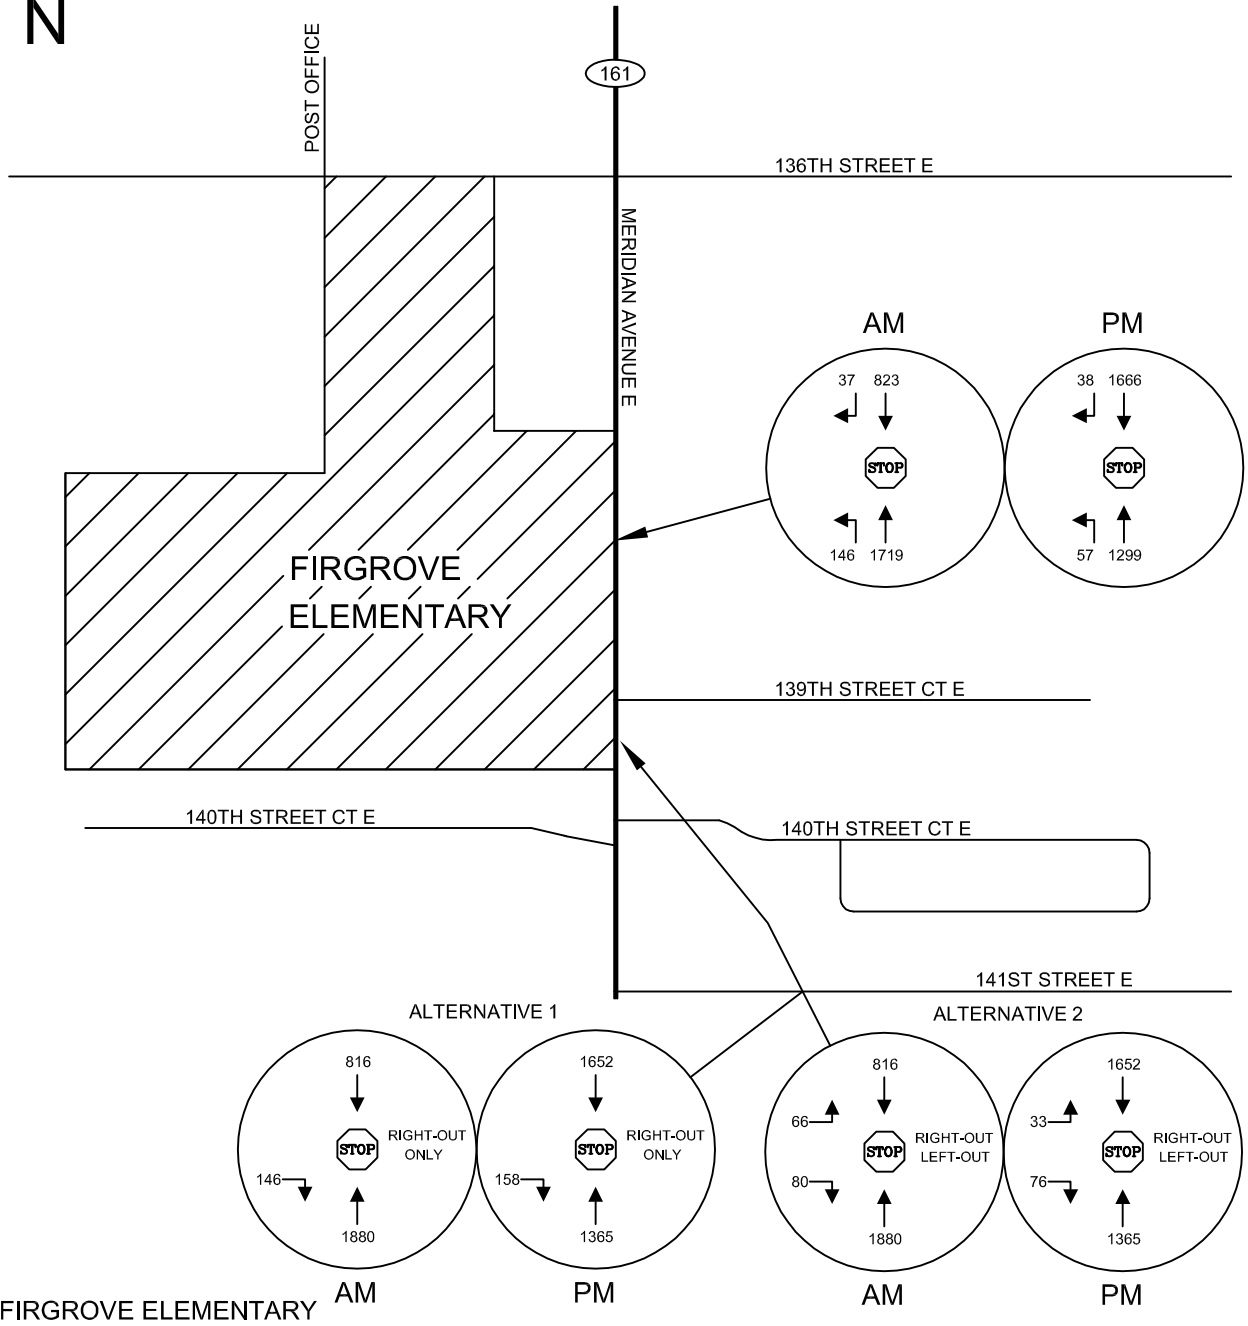 N
POST OFFICE
161
136TH STREET E
MERIDIAN AVENUE E
AM
PM
37 823
38 1666
STOP
STOP
146 1719
57 1299
FIRGROVE
ELEMENTARY
139TH STREET CT E
140TH STREET CT E
140TH STREET CT E
141ST STREET E
ALTERNATIVE 1
ALTERNATIVE 2
816
RIGHT-OUT
ONLY
STOP
146
1880
AM
1652
RIGHT-OUT
ONLY
STOP
158
1365
PM
816
66
RIGHT-OUT
LEFT-OUT
STOP
80
1880
AM
1652
33
RIGHT-OUT
LEFT-OUT
STOP
76
1365
PM
FIRGROVE ELEMENTARY